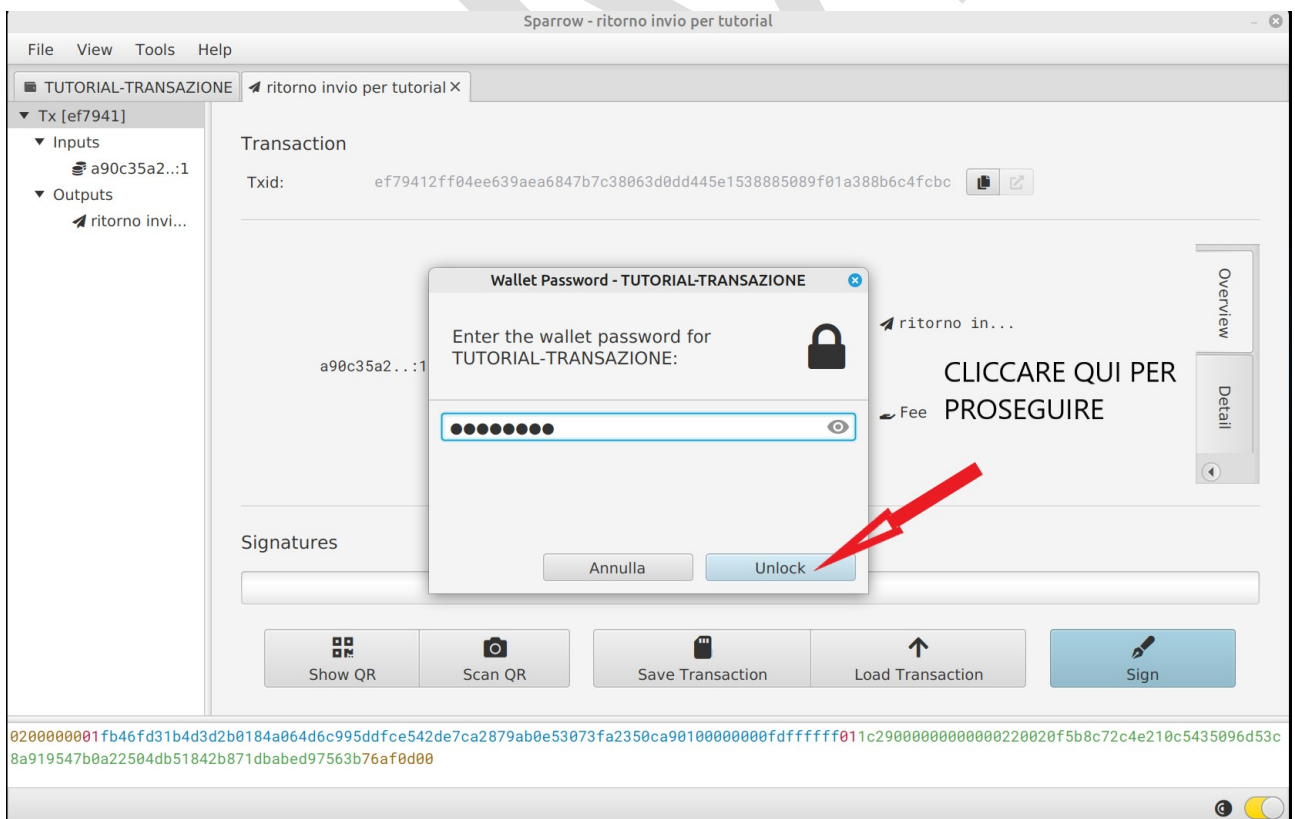 Sparrow - ritorno invio per tutorial
File View Tools Help
TUTORIAL-TRANSAZIONE ritorno invio per tutorial
Tx [ef7941]
Inputs
a90c35a2..:1
Outputs
ritorno invi...
Transaction
Txid: ef79412ff04ee639aea6847b7c38063d0dd445e1538885089f01a388b6c4fcbc
Wallet Password - TUTORIAL-TRANSAZIONE
Enter the wallet password for
TUTORIAL-TRANSAZIONE:
a90c35a2..:1
ritorno in...
Fee
CLICCARE QUI PER
PROSEGUIRE
Overview
Detail
Annulla Unlock
Signatures
Show QR Scan QR Save Transaction Load Transaction Sign
0200000001fb46fd31b4d3d2b0184a064d6c995ddfce542de7ca2879ab0e53073fa2350ca90100000000fdffffff011c29000000000000220020f5b8c72c4e210c5435096d53c
8a919547b0a22504db51842b871dbabed97563b76af0d00